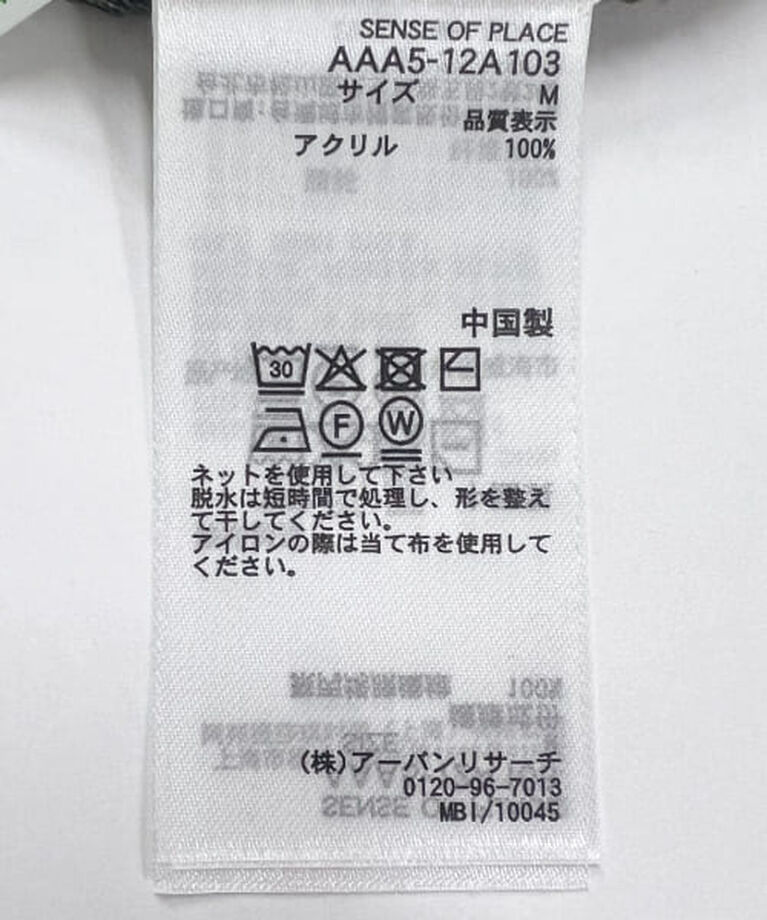 SENSE OF PLACE
AAA5-12A103
サイズ M
品質表示
アクリル 100%
中国製
30
F W
ネットを使用して下さい
脱水は短時間で処理し、形を整え
て干してください。
アイロンの際は当て布を使用して
ください。
(株)アーバンリサーチ
0120-96-7013
MBI/10045